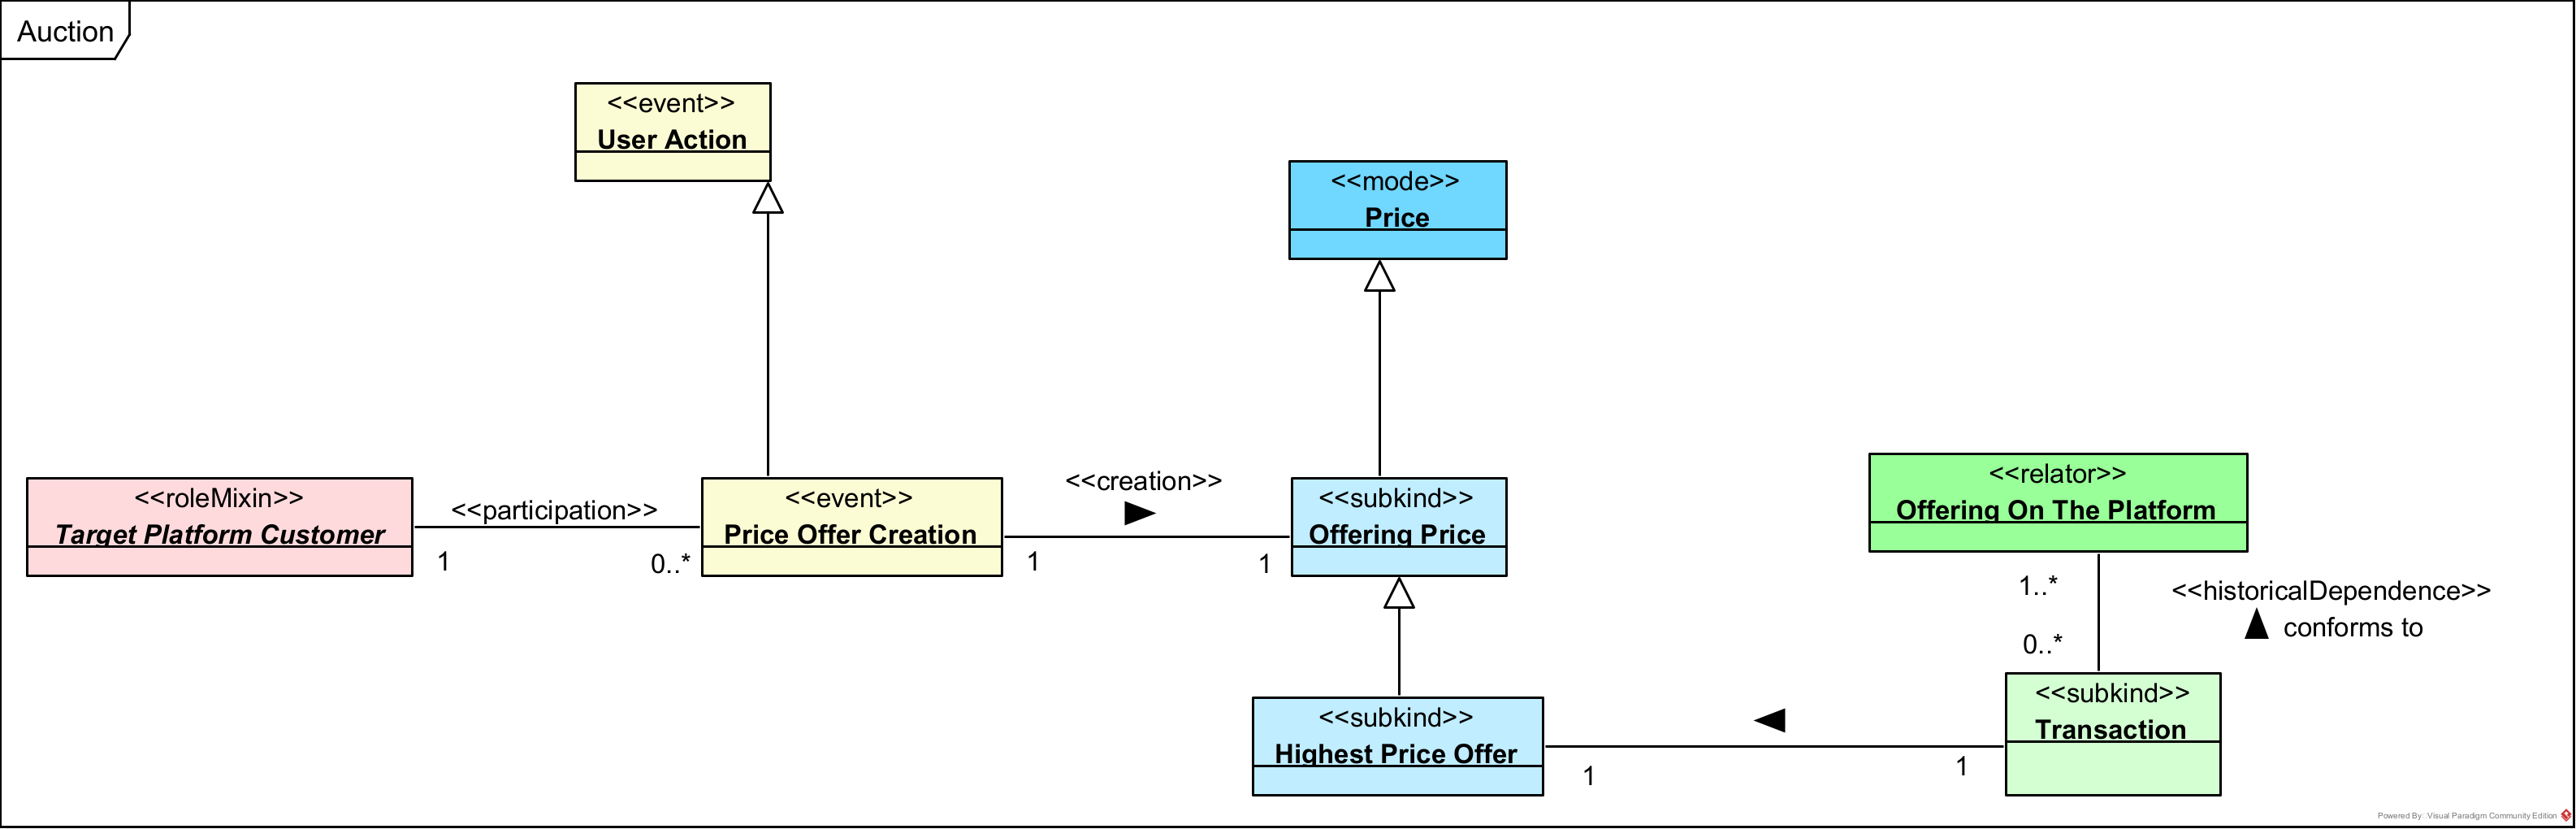 Auction
<<event>>
User Action
<<mode>>
Price
<<roleMixin>>
Target Platform Customer
<<participation>>
1
0..*
<<event>>
Price Offer Creation
<<creation>>
1
1
<<subkind>>
Offering Price
<<relator>>
Offering On The Platform
1..*
<<historicalDependence>>
conforms to
0..*
<<subkind>>
Highest Price Offer
1
1
<<subkind>>
Transaction
Powered By: Visual Paradigm Community Edition